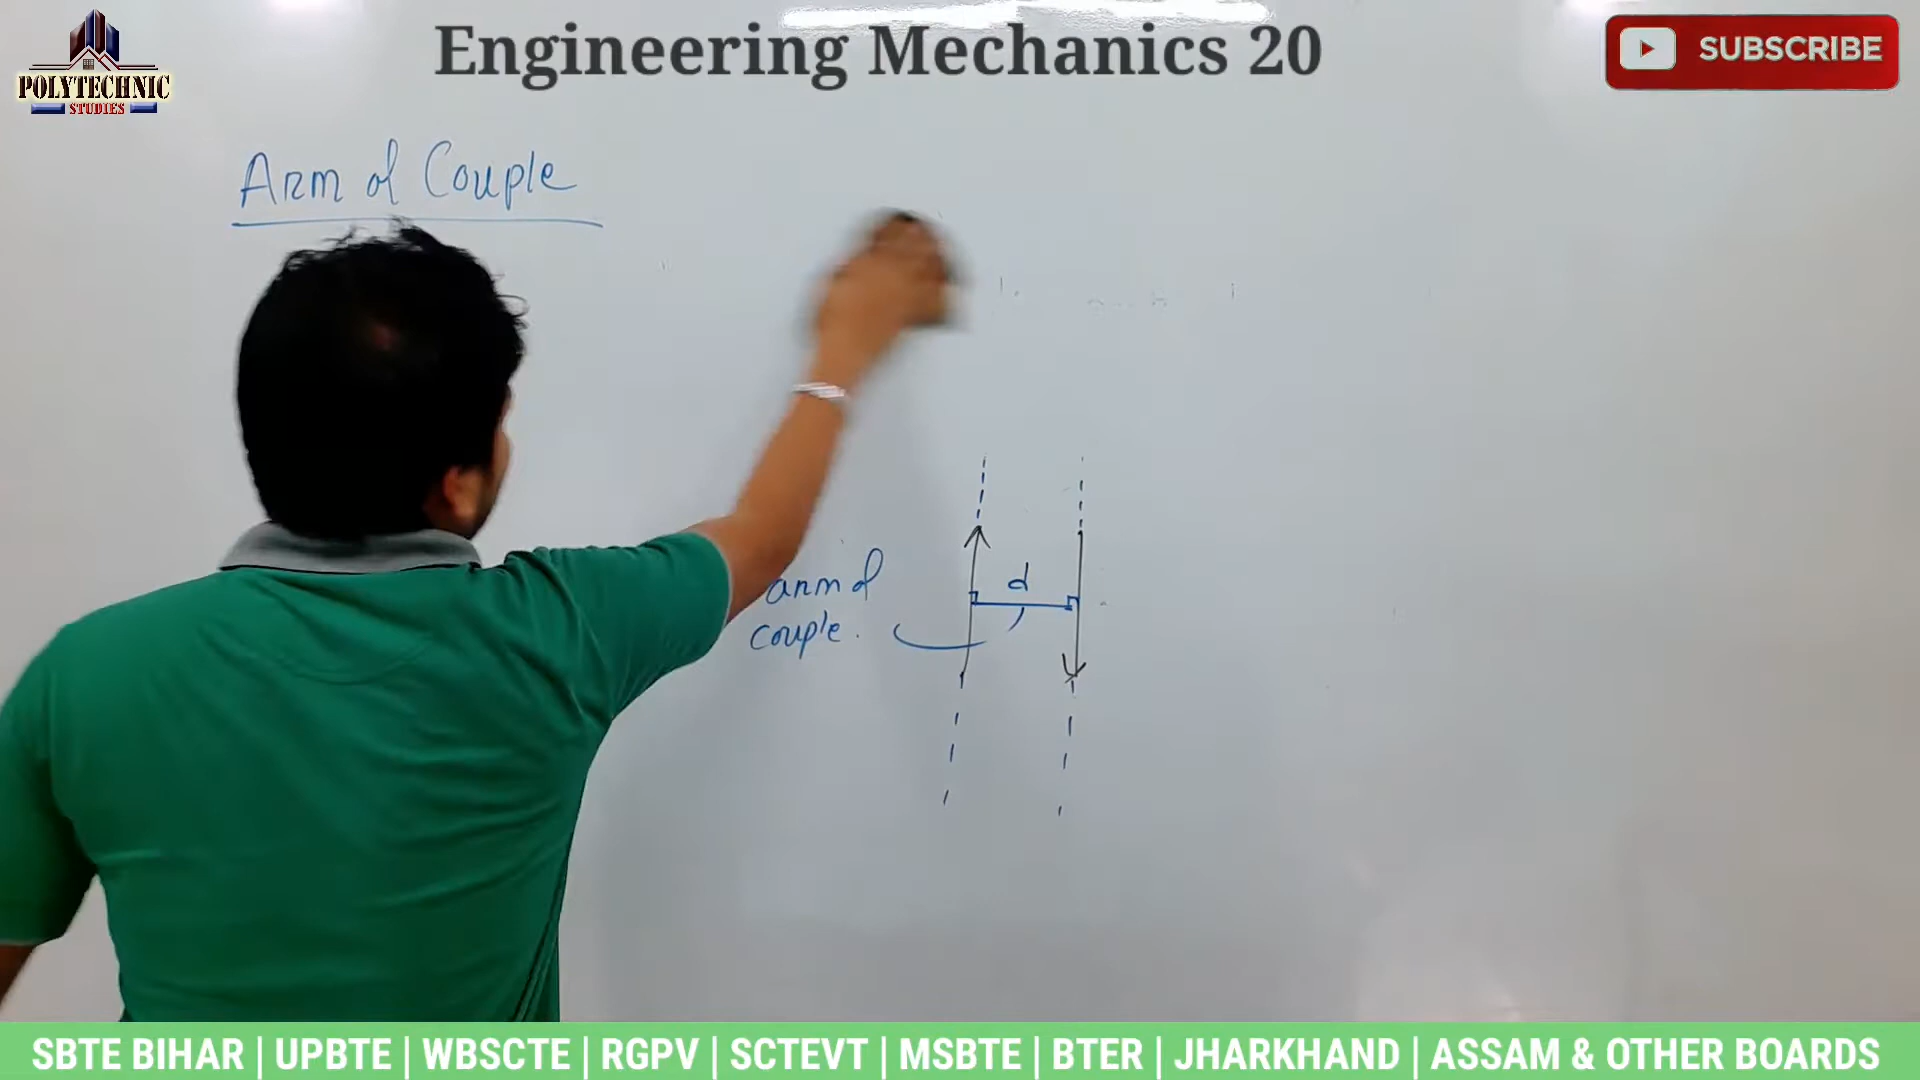 POLYTECHNIC
STUDIES
Engineering Mechanics 20
SUBSCRIBE
Arm of Couple
d
arm of
couple.
SBTE BIHAR | UPBTE | WBSCTE | RGPV | SCTEVT | MSBTE | BTER | JHARKHAND | ASSAM & OTHER BOARDS